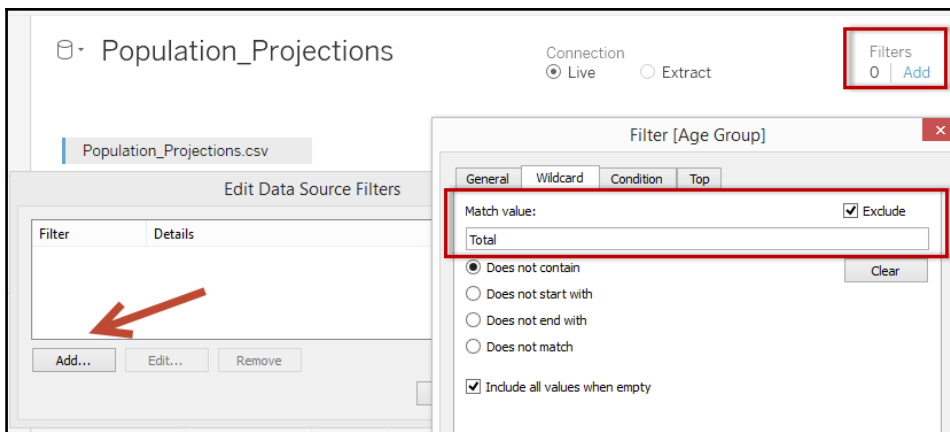 Population_Projections
Connection
Live Extract
Filters
0 Add
Population_Projections.csv
Edit Data Source Filters
Filter Details
Add... Edit... Remove
Filter [Age Group]
General Wildcard Condition Top
Match value: Exclude
Total
Does not contain
Clear
Does not start with
Does not end with
Does not match
Include all values when empty